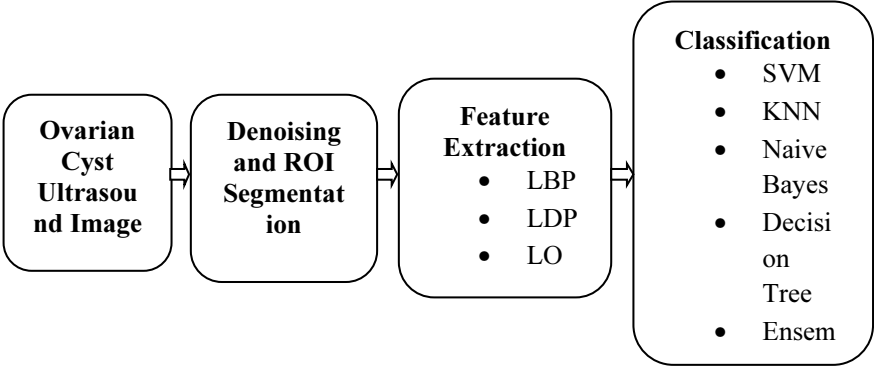 Ovarian
Cyst
Ultrasou
nd Image
Denoising
and ROI
Segmentat
ion
Feature
Extraction
• LBP
• LDP
• LO
Classification
• SVM
• KNN
• Naive
Bayes
• Decisi
on
Tree
• Ensem